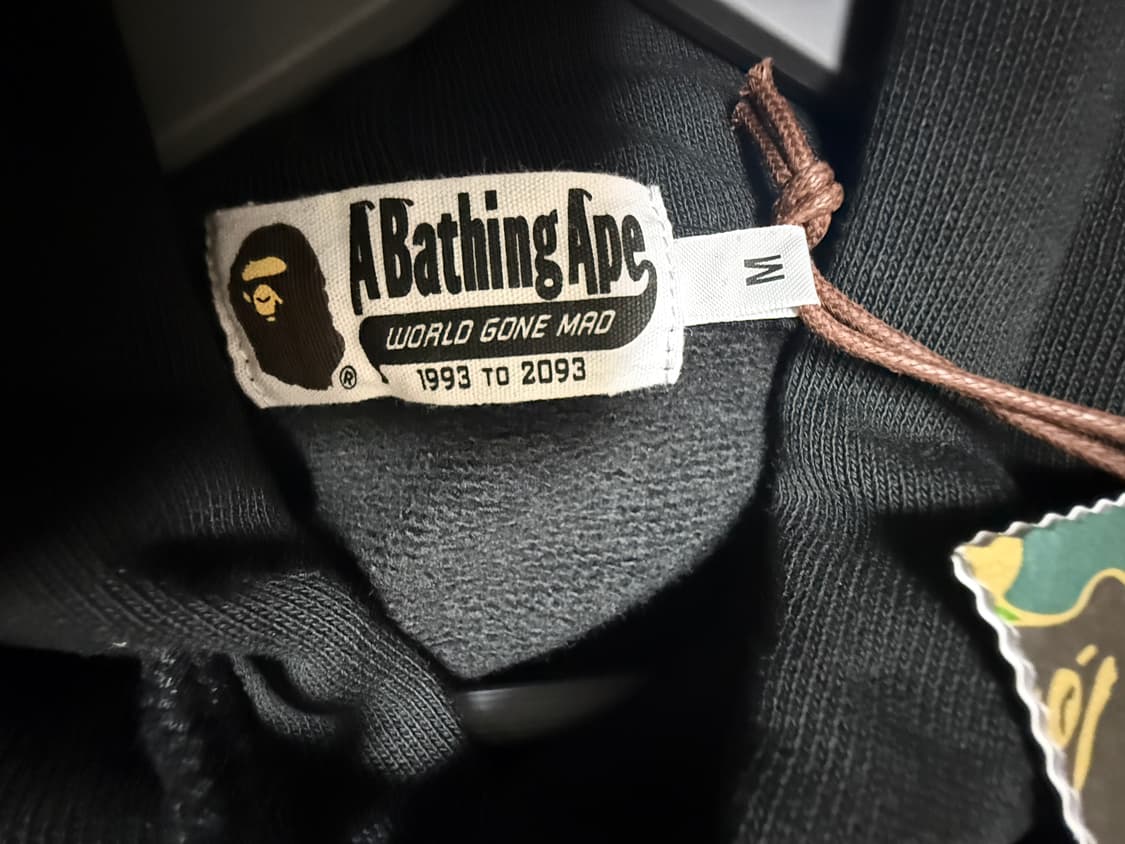 A Bathing Ape
WORLD GONE MAD
1993 TO 2093
®
M